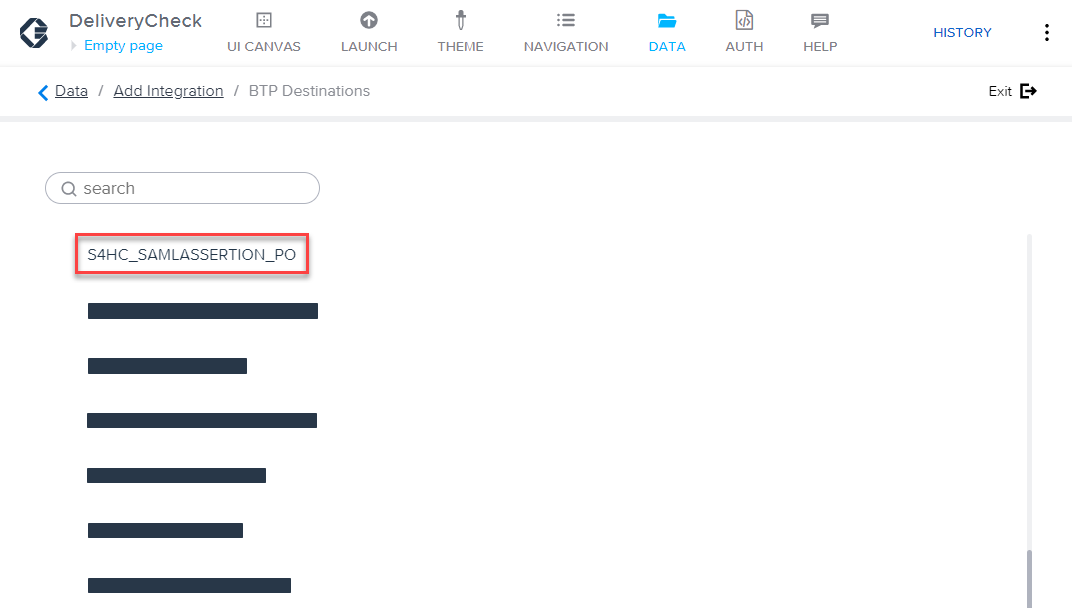 DeliveryCheck
Empty page
UI CANVAS
LAUNCH
THEME
NAVIGATION
DATA
AUTH
HELP
HISTORY
Data / Add Integration / BTP Destinations
Exit
search
S4HC_SAMLASSERTION_PO